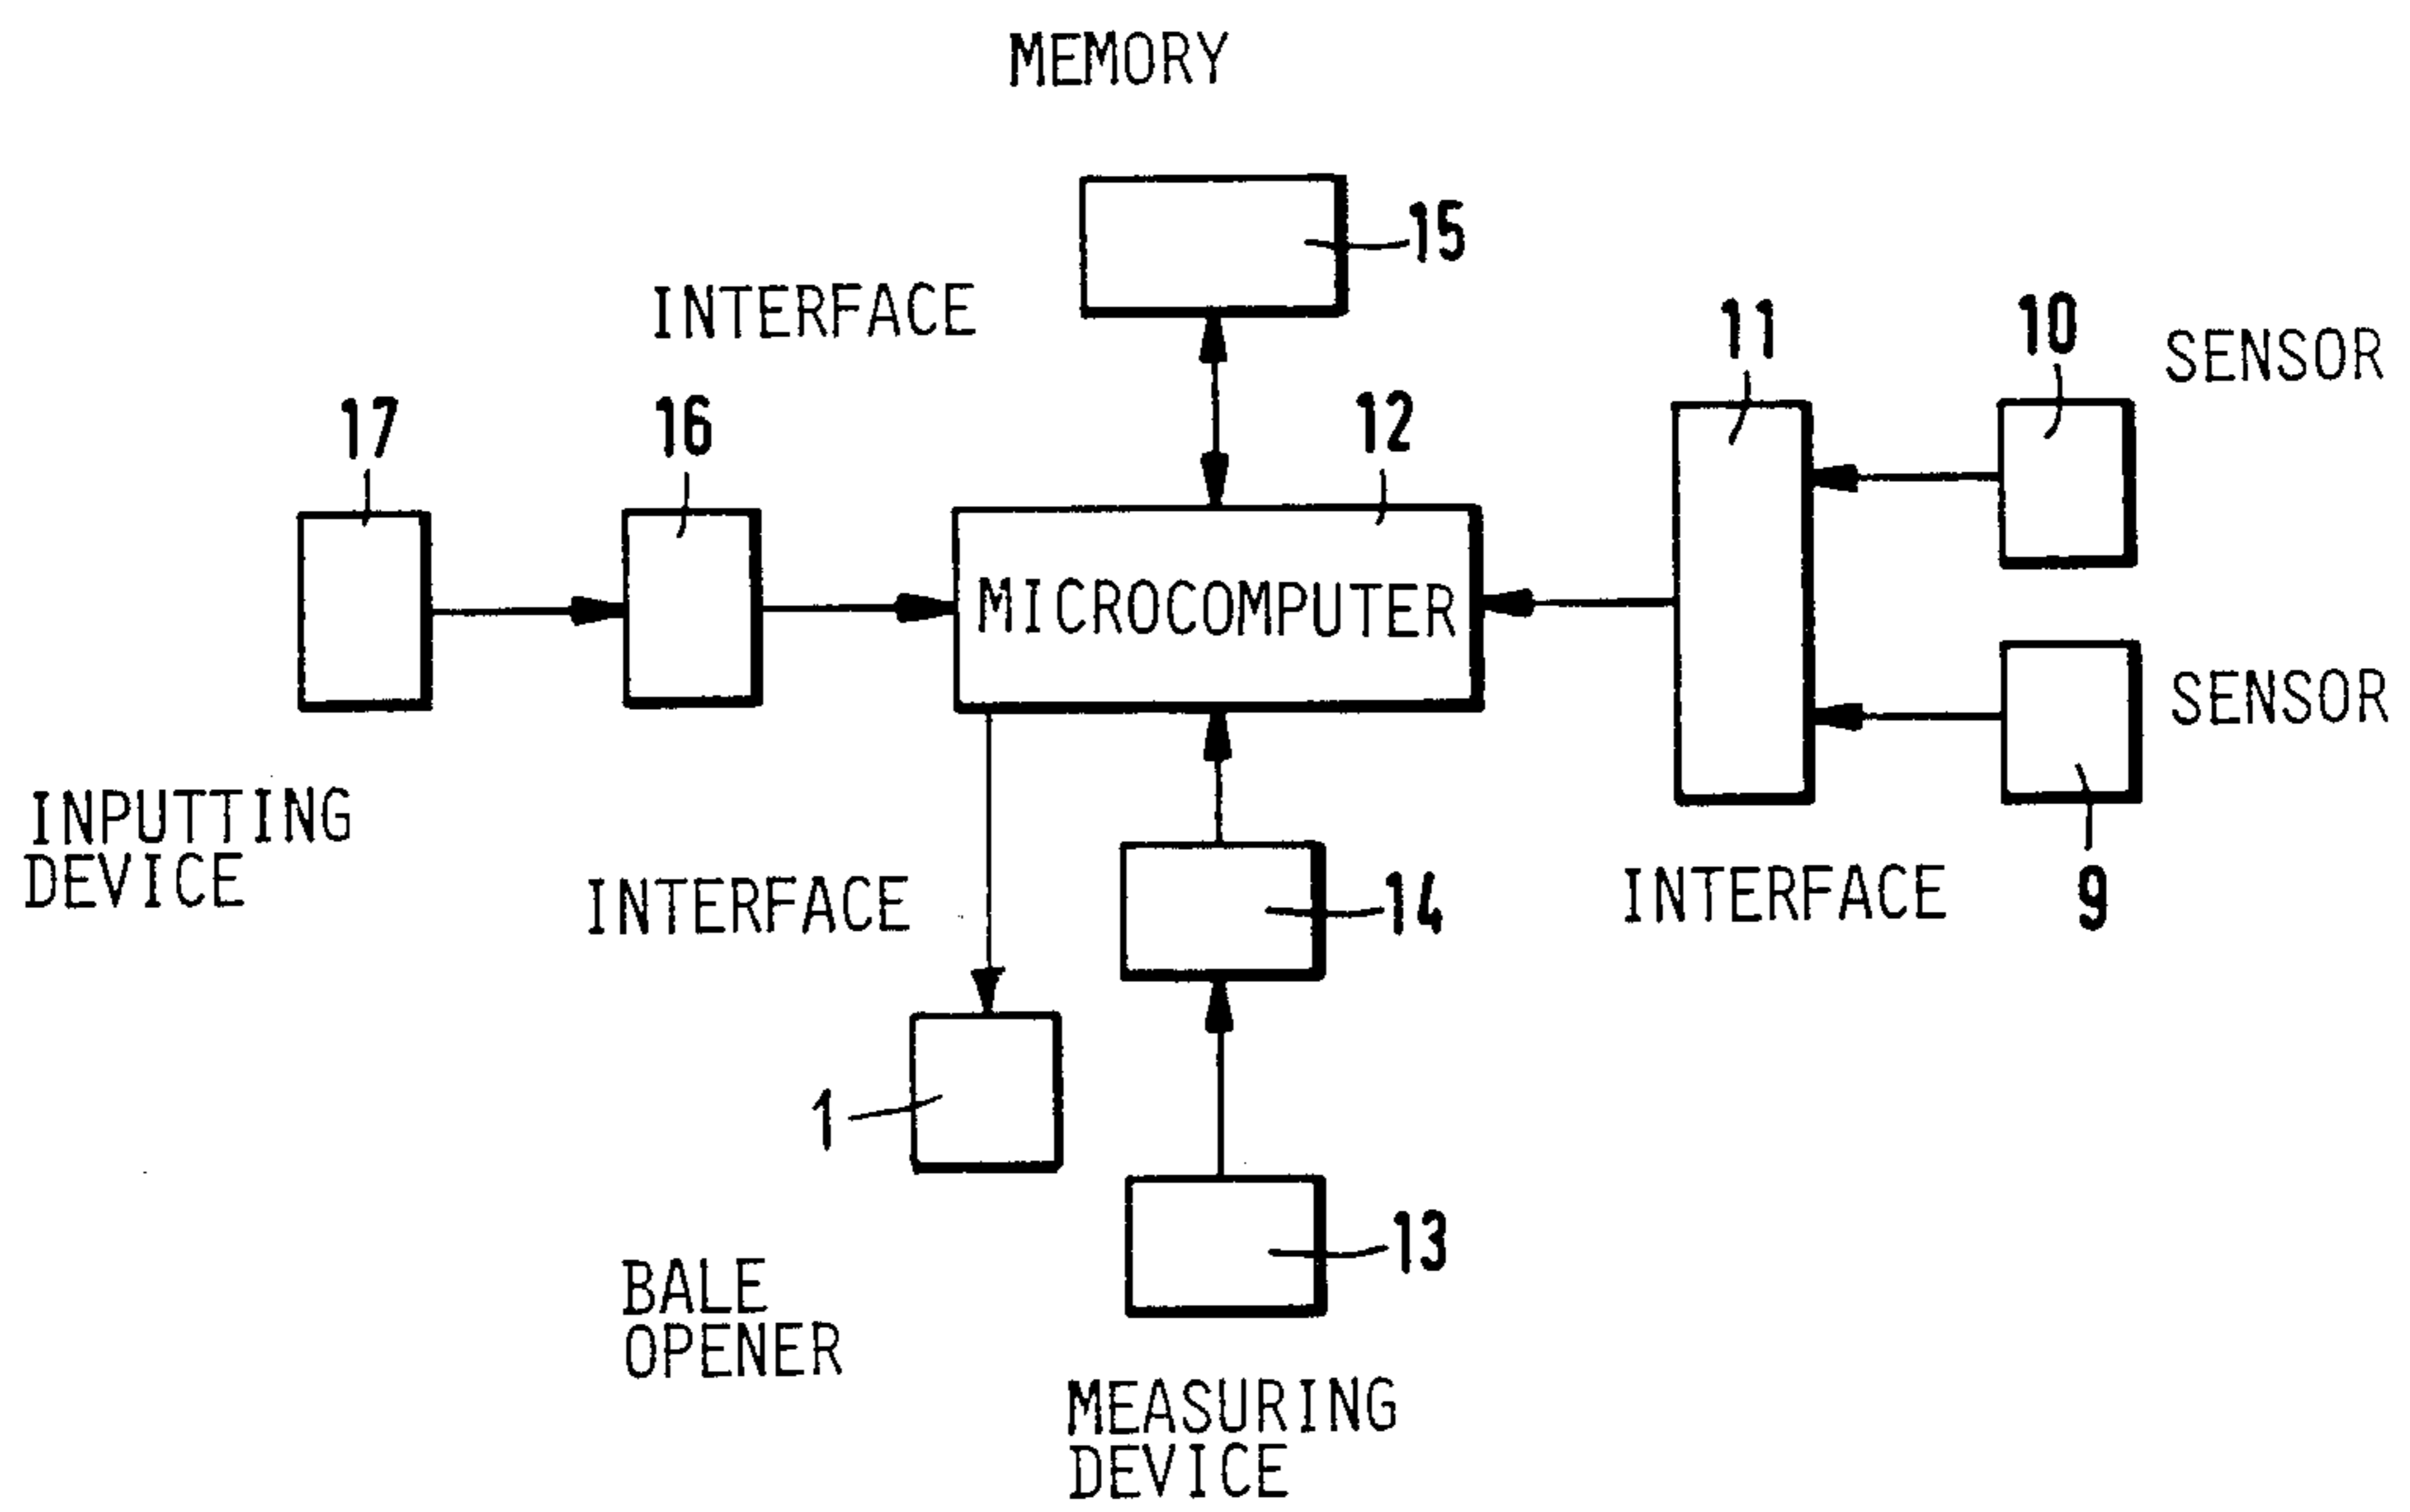 MEMORY
15
INTERFACE
11
10
SENSOR
17
16
12
MICROCOMPUTER
SENSOR
INPUTTING
DEVICE
INTERFACE
14
INTERFACE
9
1
13
BALE
OPENER
MEASURING
DEVICE